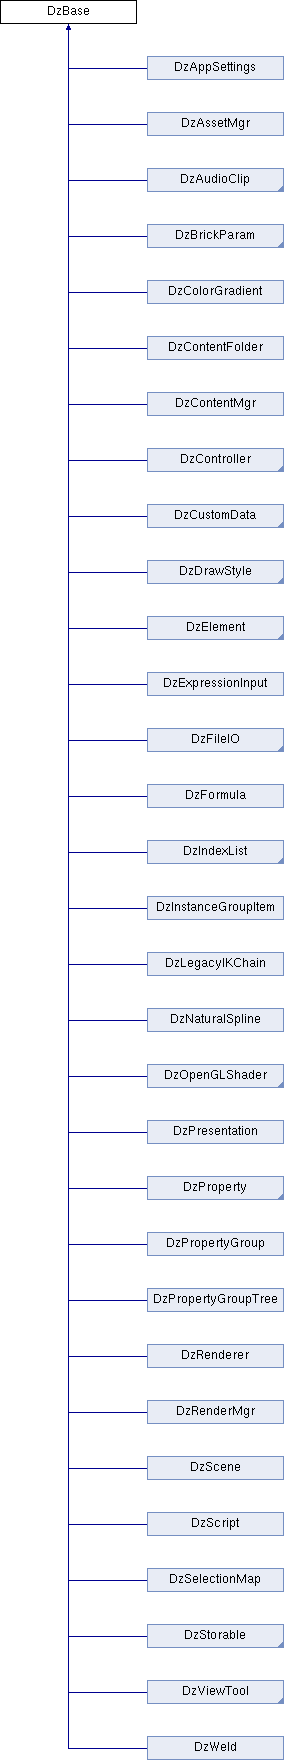 DzBase
DzAppSettings
DzAssetMgr
DzAudioClip
DzBrickParam
DzColorGradient
DzContentFolder
DzContentMgr
DzController
DzCustomData
DzDrawStyle
DzElement
DzExpressionInput
DzFileIO
DzFormula
DzIndexList
DzInstanceGroupItem
DzLegacyIKChain
DzNaturalSpline
DzOpenGLShader
DzPresentation
DzProperty
DzPropertyGroup
DzPropertyGroupTree
DzRenderer
DzRenderMgr
DzScene
DzScript
DzSelectionMap
DzStorable
DzViewTool
DzWeld